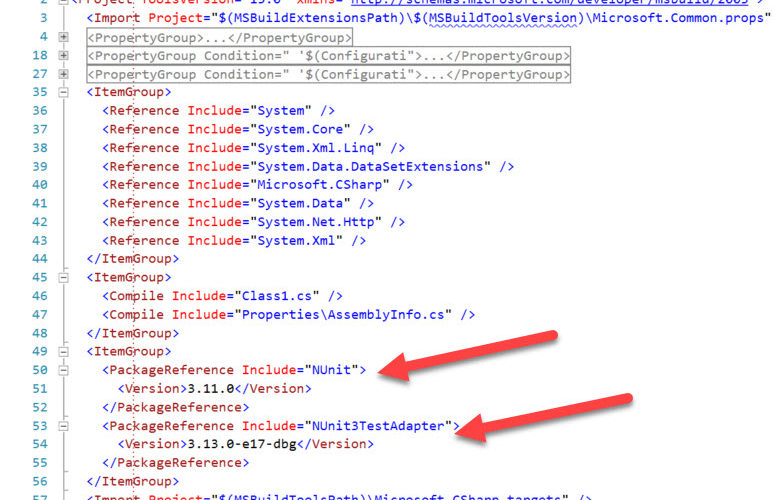 2 <Project ToolsVersion="15.0" xmlns="http://schemas.microsoft.com/developer/msbuild/2003">
3 <Import Project="$(MSBuildExtensionsPath)\$(MSBuildToolsVersion)\Microsoft.Common.props"
4 <PropertyGroup>...</PropertyGroup>
18 <PropertyGroup Condition=" '$(Configurati">...</PropertyGroup>
27 <PropertyGroup Condition=" '$(Configurati">...</PropertyGroup>
35 <ItemGroup>
36 <Reference Include="System" />
37 <Reference Include="System.Core" />
38 <Reference Include="System.Xml.Linq" />
39 <Reference Include="System.Data.DataSetExtensions" />
40 <Reference Include="Microsoft.CSharp" />
41 <Reference Include="System.Data" />
42 <Reference Include="System.Net.Http" />
43 <Reference Include="System.Xml" />
44 </ItemGroup>
45 <ItemGroup>
46 <Compile Include="Class1.cs" />
47 <Compile Include="Properties\AssemblyInfo.cs" />
48 </ItemGroup>
49 <ItemGroup>
50 <PackageReference Include="NUnit">
51 <Version>3.11.0</Version>
52 </PackageReference>
53 <PackageReference Include="NUnit3TestAdapter">
54 <Version>3.13.0-e17-dbg</Version>
55 </PackageReference>
56 </ItemGroup>
57 <Import Project="$(MSBuildToolsPath)\Microsoft.CSharp.targets" />